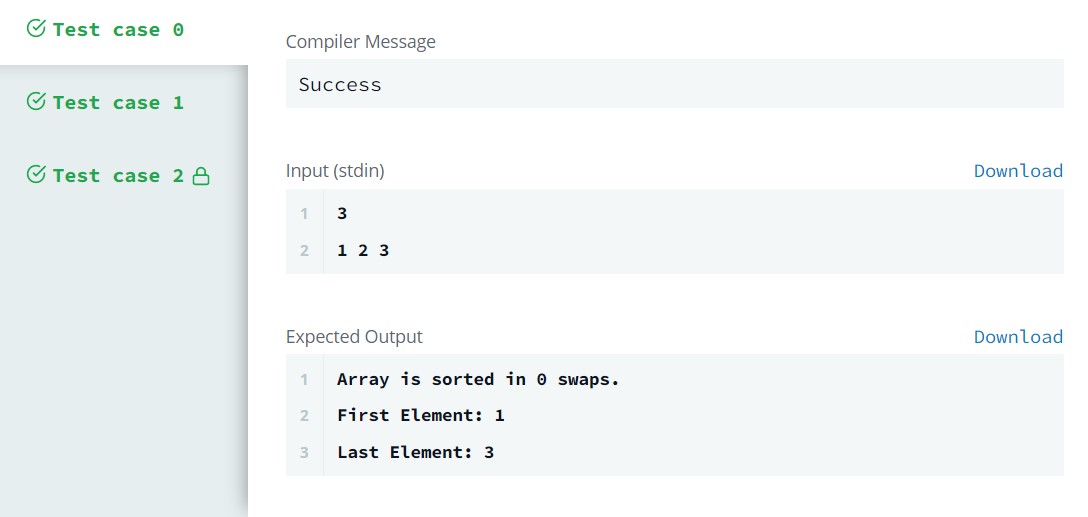 Test case 0
Test case 1
Test case 2
Compiler Message
Success
Input (stdin)
Download
1 3
2 1 2 3
Expected Output
Download
1 Array is sorted in 0 swaps.
2 First Element: 1
3 Last Element: 3